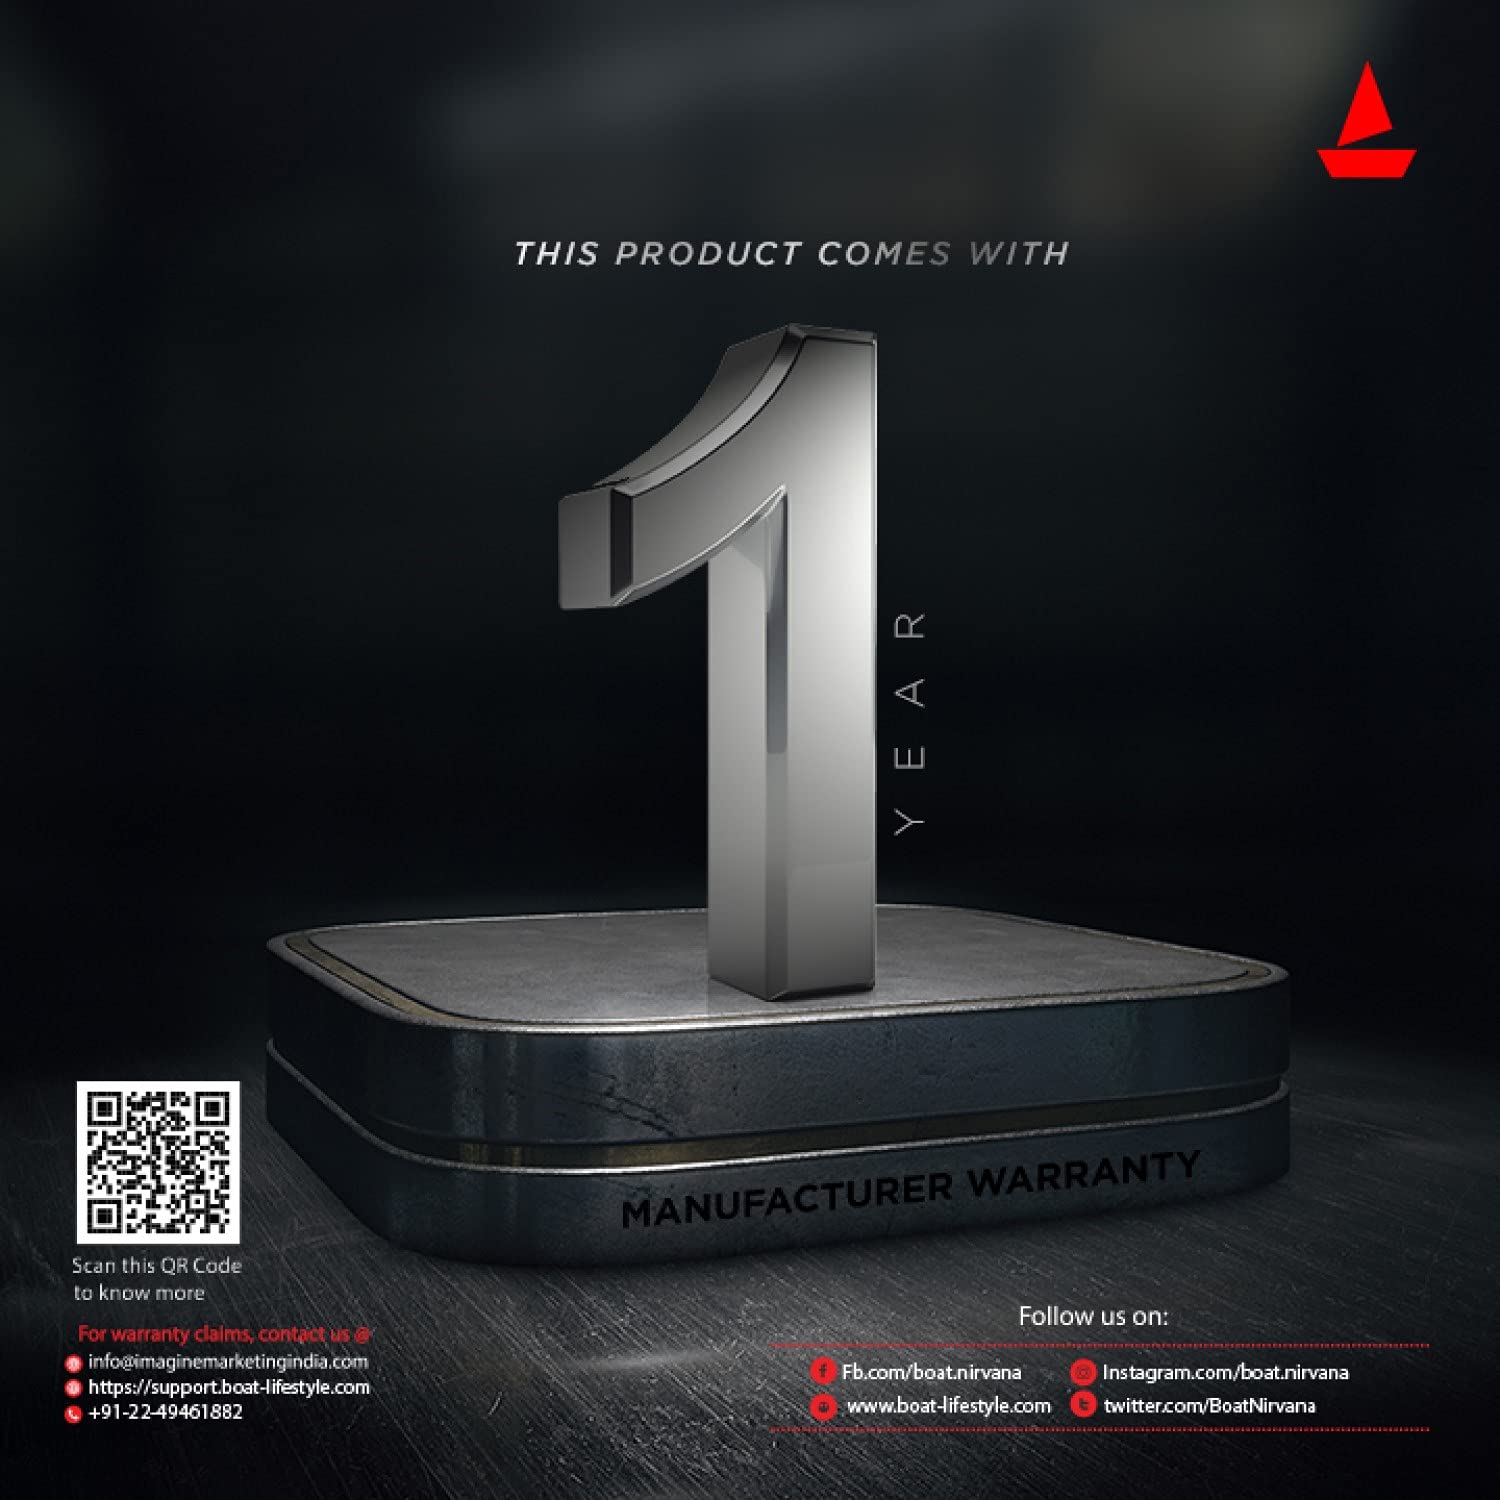 THIS PRODUCT COMES WITH
1
YEAR
MANUFACTURER WARRANTY
Scan this QR Code
to know more
For warranty claims, contact us @
info@imaginemarketingindia.com
https://support.boat-lifestyle.com
+91-22-49461882
Follow us on:
Fb.com/boat.nirvana
Instagram.com/boat.nirvana
www.boat-lifestyle.com
twitter.com/BoatNirvana